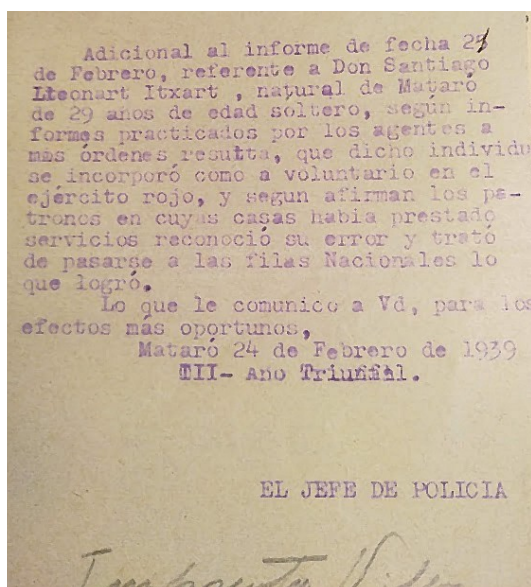 Adicional al informe de fecha 25
de Febrero, referente a Don Santiago
Lleonart Itxart , natural de Mataró
de 29 años de edad soltero, según in-
formes practicados por los agentes a
mas órdenes resulta, que dicho individu
se incorporó como a voluntario en el
ejército rojo, y segun afirman los pa-
tronos en cuyas casas habia prestado
servicios reconoció su error y trató
de pasarse a las filas Nacionales lo
que logró.
Lo que le comunico a Vd, para los
efectos mas oportunos,
Mataró 24 de Febrero de 1939
III- Año Triunfal.
EL JEFE DE POLICIA